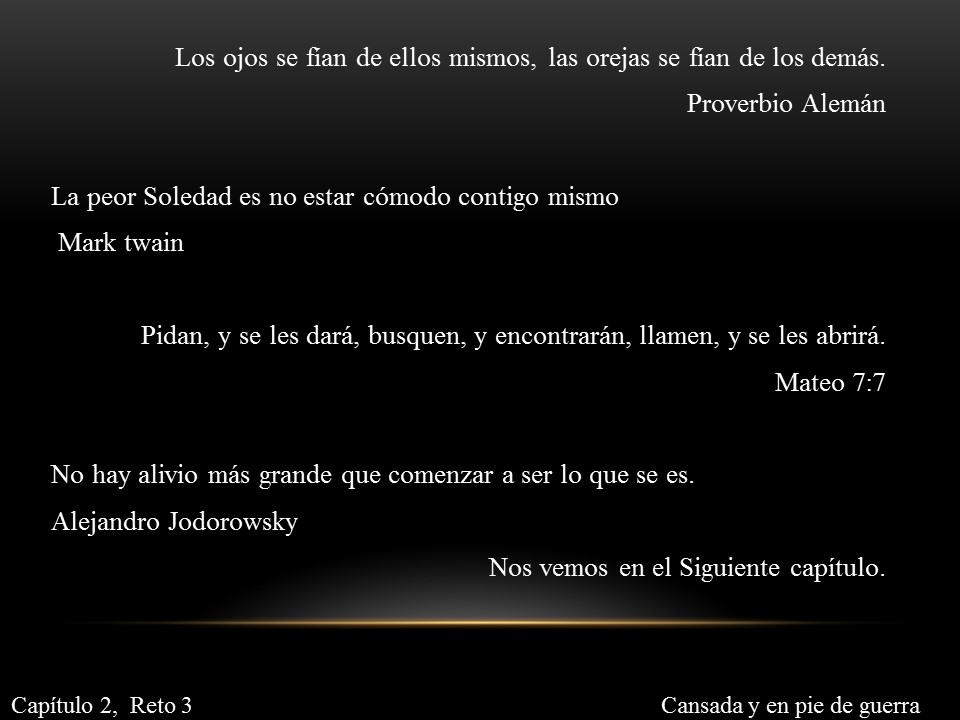 Los ojos se fían de ellos mismos, las orejas se fían de los demás.
Proverbio Alemán
La peor Soledad es no estar cómodo contigo mismo
Mark twain
Pidan, y se les dará, busquen, y encontrarán, llamen, y se les abrirá.
Mateo 7:7
No hay alivio más grande que comenzar a ser lo que se es.
Alejandro Jodorowsky
Nos vemos en el Siguiente capítulo.
Capítulo 2, Reto 3
Cansada y en pie de guerra